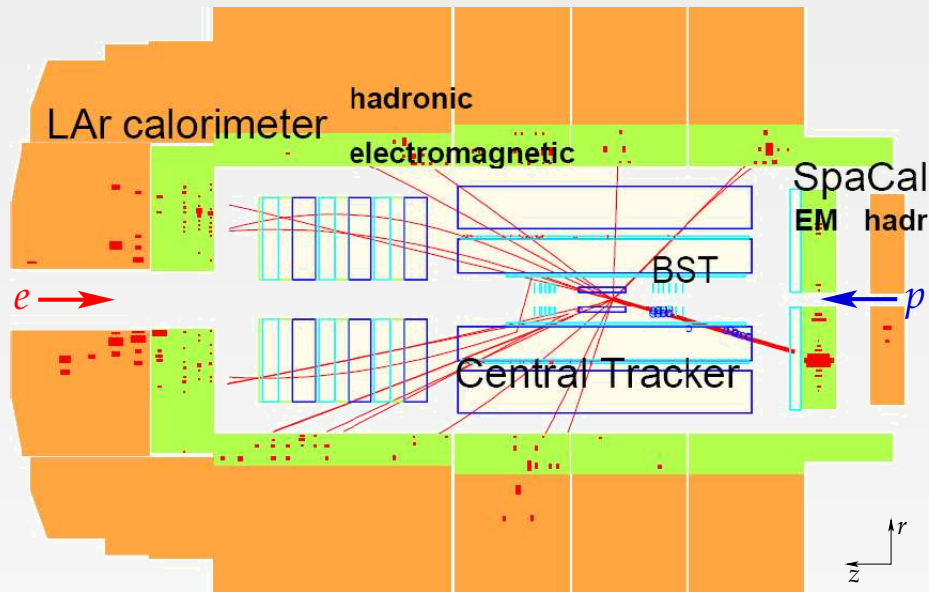 hadronic
LAr calorimeter
electromagnetic
SpaCal
EM hadr
BST
e
p
Central Tracker
r
z